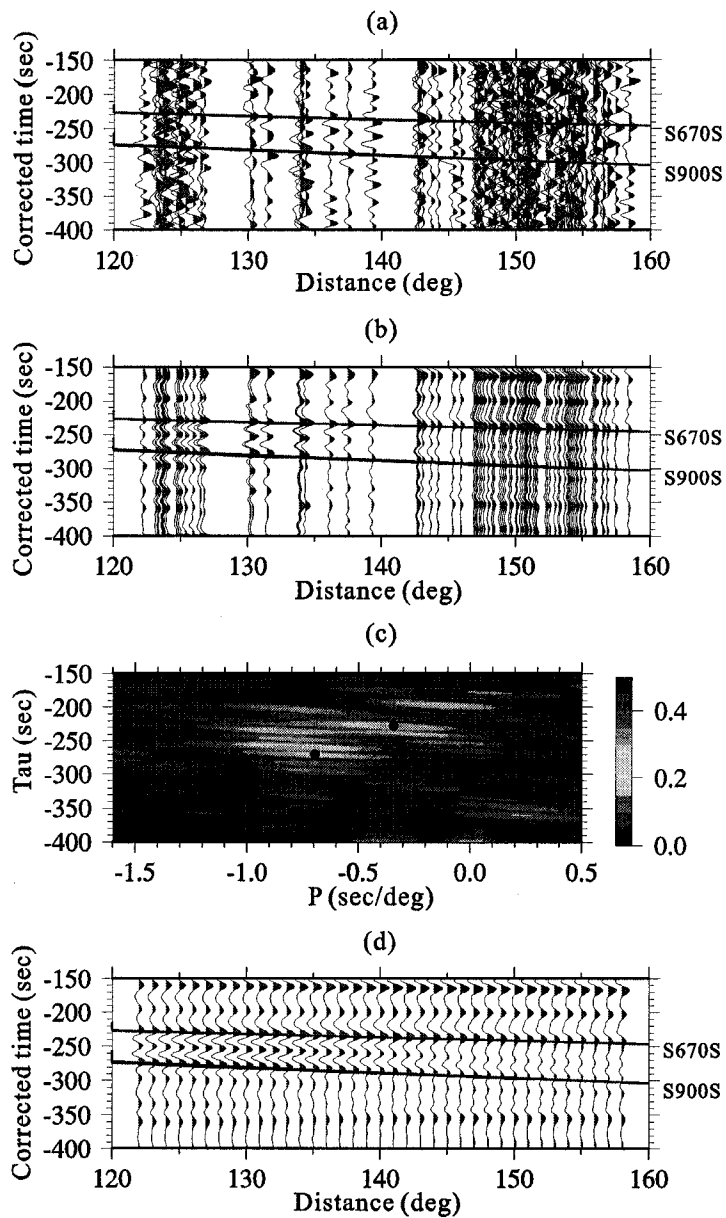 (a)
Corrected time (sec)
-150
-200
-250
-300
-350
-400
S670S
S900S
120 130 140 150 160
Distance (deg)
(b)
Corrected time (sec)
-150
-200
-250
-300
-350
-400
S670S
S900S
120 130 140 150 160
Distance (deg)
(c)
Tau (sec)
-150
-200
-250
-300
-350
-400
0.4
0.2
0.0
-1.5 -1.0 -0.5 0.0 0.5
P (sec/deg)
(d)
Corrected time (sec)
-150
-200
-250
-300
-350
-400
S670S
S900S
120 130 140 150 160
Distance (deg)